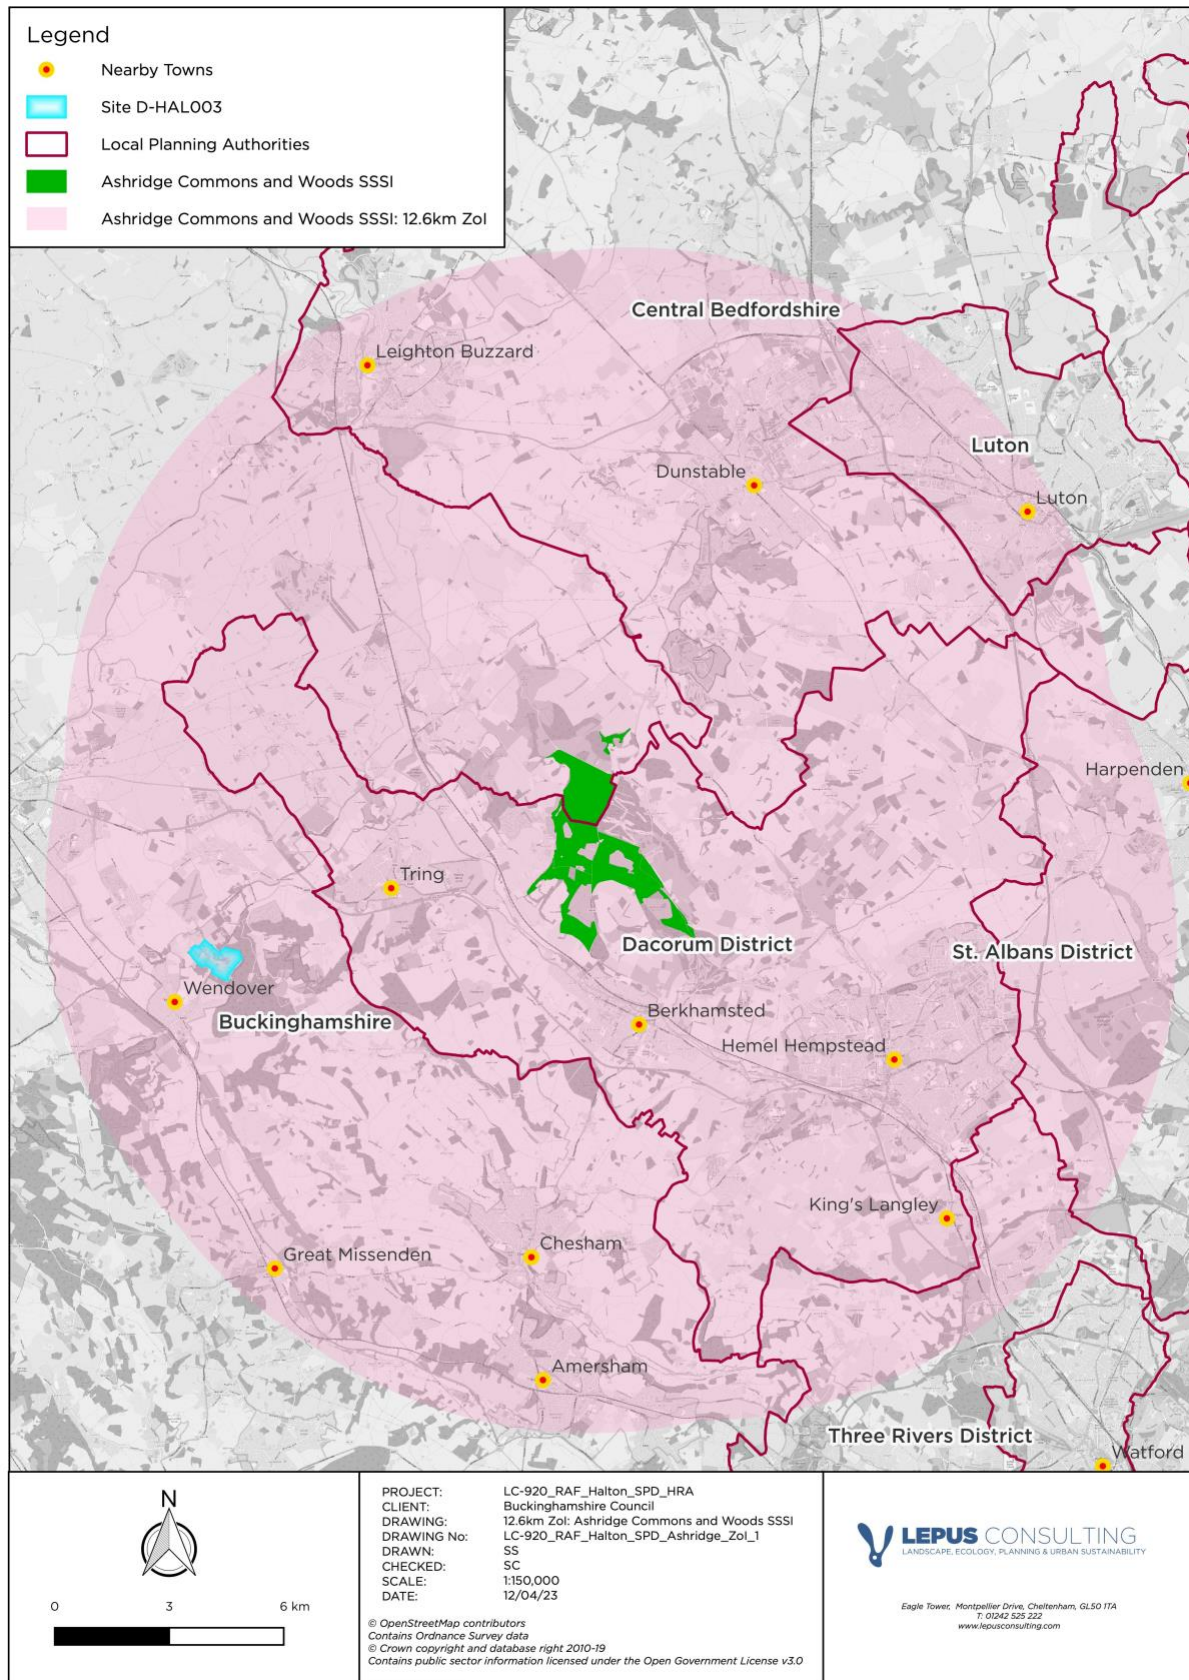 Legend
Nearby Towns
Site D-HAL003
Local Planning Authorities
Ashridge Commons and Woods SSSI
Ashridge Commons and Woods SSSI: 12.6km ZoI
Central Bedfordshire
Leighton Buzzard
Luton
Dunstable
Luton
Harpenden
Tring
Dacorum District
St. Albans District
Wendover
Buckinghamshire
Berkhamsted
Hemel Hempstead
King's Langley
Chesham
Great Missenden
Amersham
Three Rivers District
Watford
N
0 3 6 km
PROJECT: LC-920_RAF_Halton_SPD_HRA
CLIENT: Buckinghamshire Council
DRAWING: 12.6km ZoI: Ashridge Commons and Woods SSSI
DRAWING No: LC-920_RAF_Halton_SPD_Ashridge_ZoI_1
DRAWN: SS
CHECKED: SC
SCALE: 1:150,000
DATE: 12/04/23
© OpenStreetMap contributors
Contains Ordnance Survey data
© Crown copyright and database right 2010-19
Contains public sector information licensed under the Open Government License v3.0
LEPUS CONSULTING
LANDSCAPE, ECOLOGY, PLANNING & URBAN SUSTAINABILITY
Eagle Tower, Montpellier Drive, Cheltenham, GL50 1TA
T: 01242 525 222
www.lepusconsulting.com